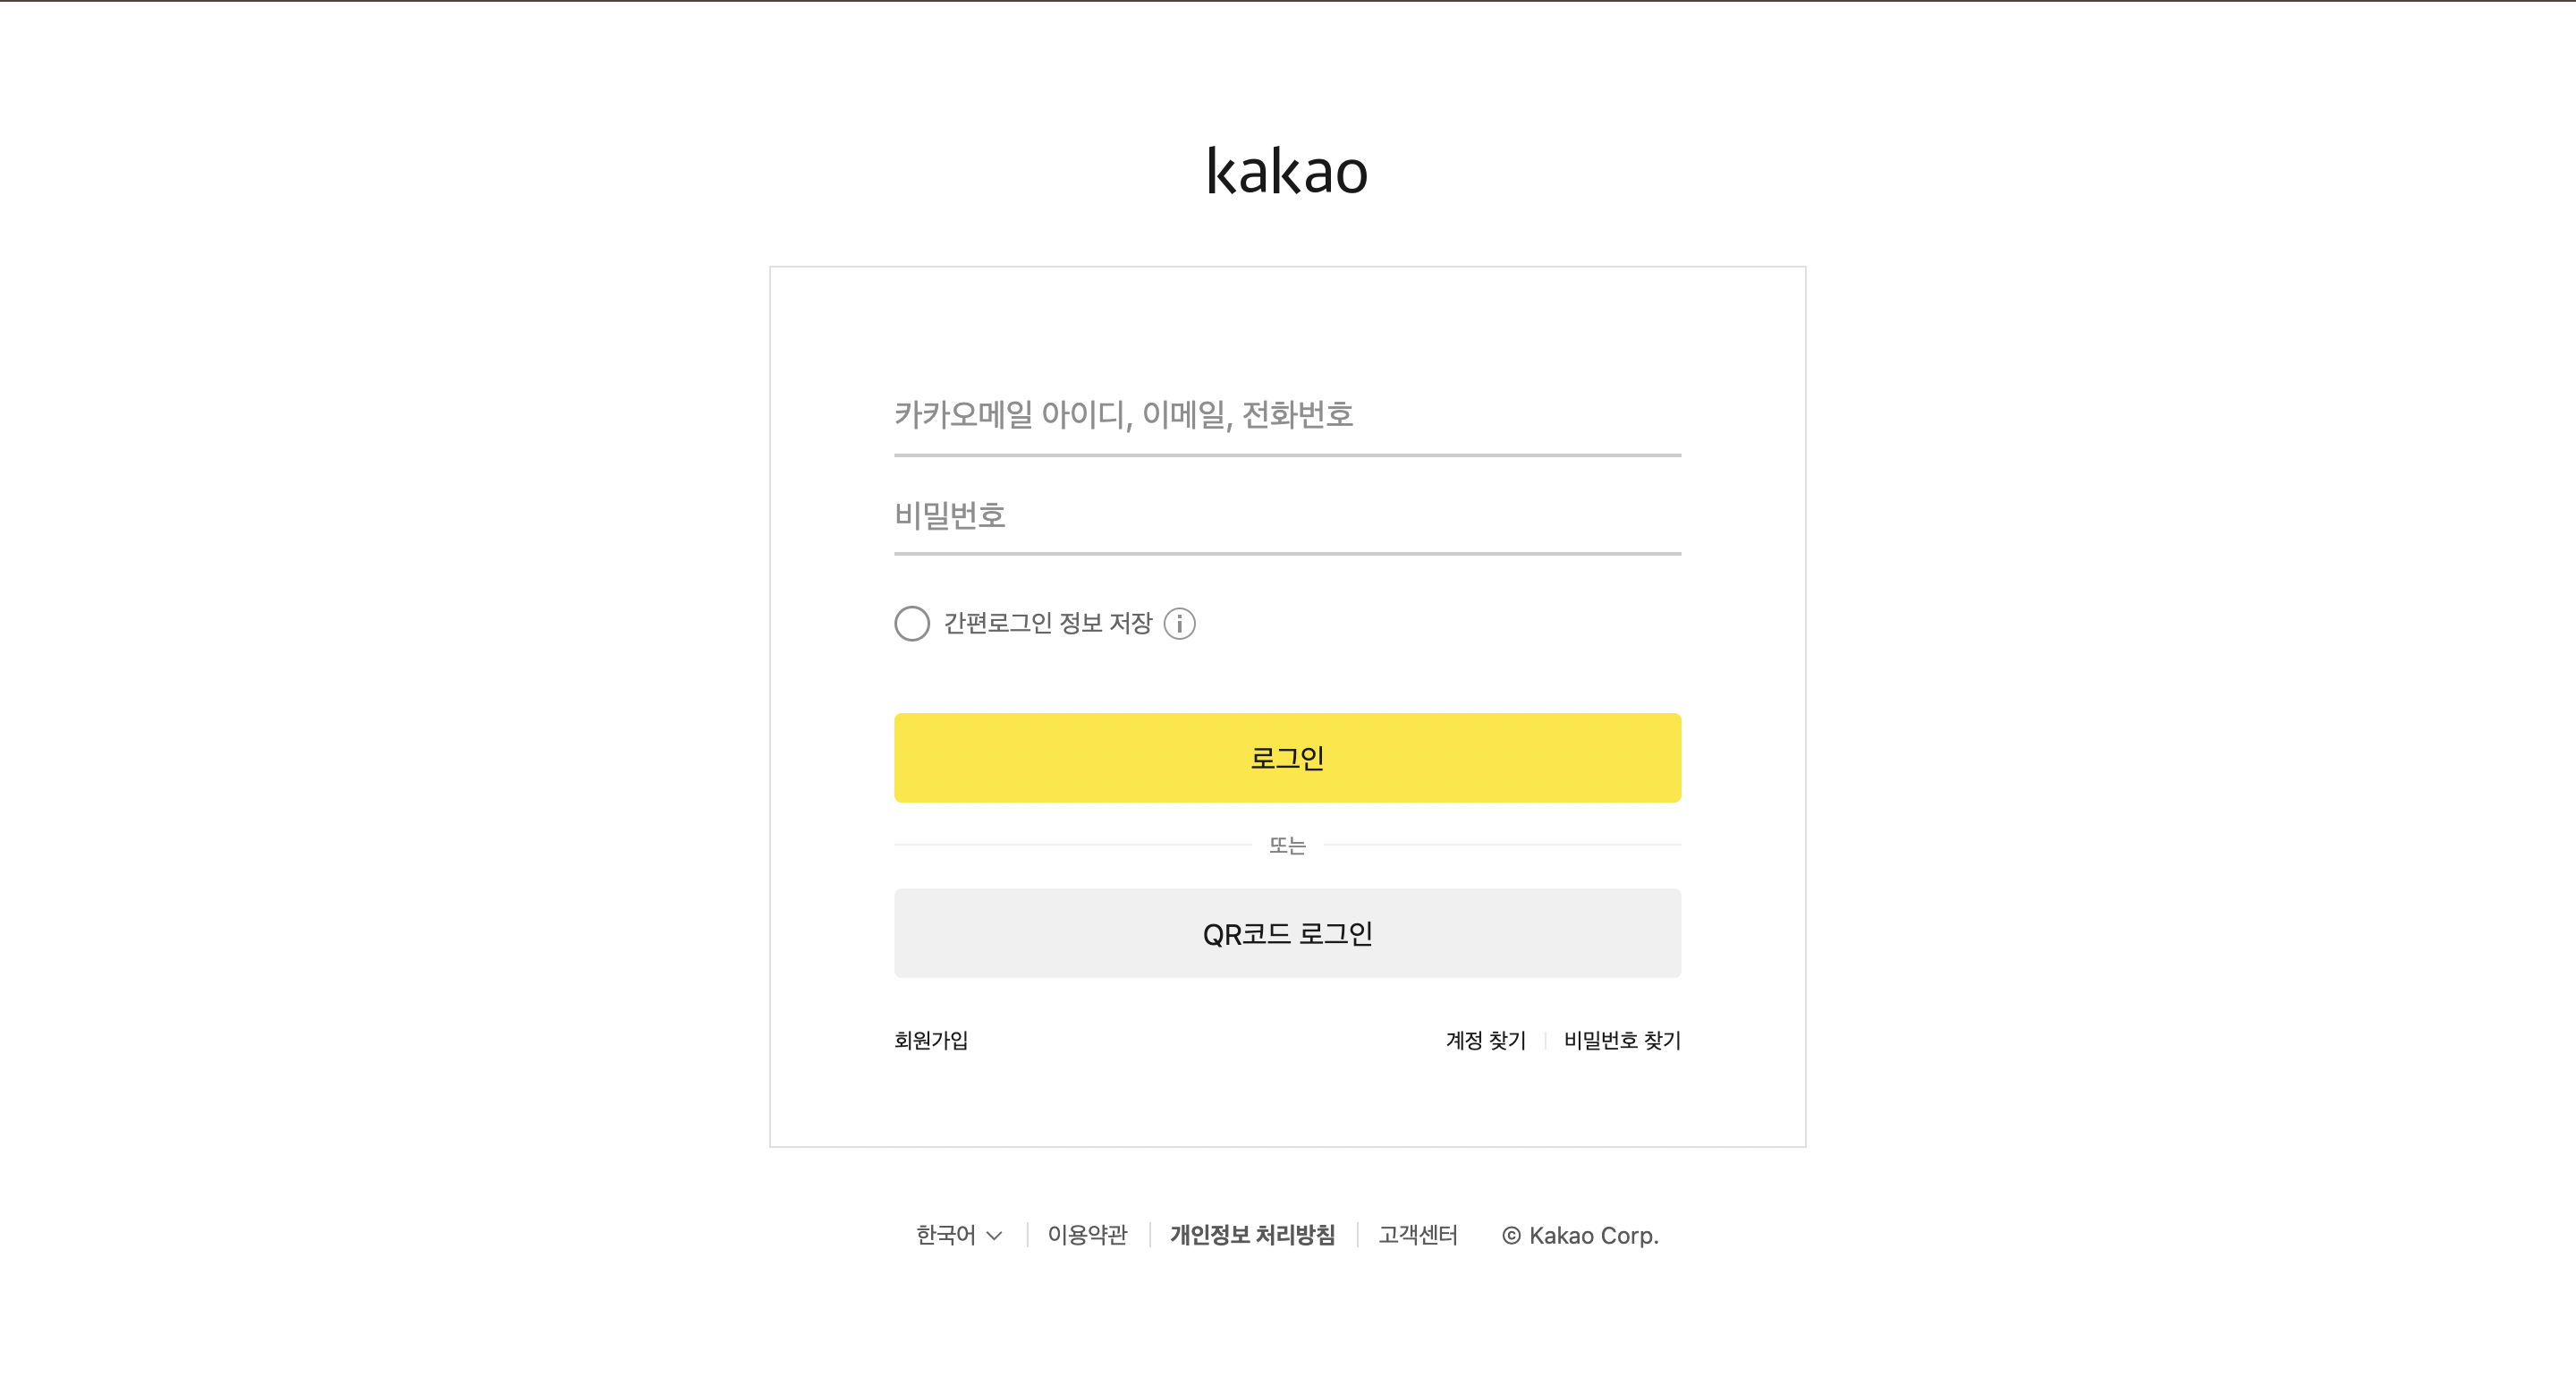 kakao
카카오메일 아이디, 이메일, 전화번호
비밀번호
간편로그인 정보 저장
로그인
또는
QR코드 로그인
회원가입 계정 찾기 비밀번호 찾기
한국어 이용약관 개인정보 처리방침 고객센터 © Kakao Corp.